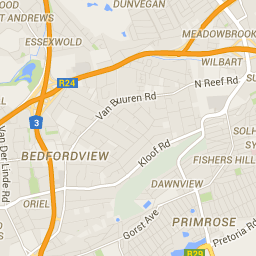 DUNVEGAN
ST ANDREWS
ESSEXWOLD
MEADOWBROOK
WILBART
R24
N Reef Rd
Van Buuren Rd
3
SOLH
Van Der Linde Rd
BEDFORDVIEW
Kloof Rd
FISHERS HILL
DAWNVIEW
ORIEL
Gorst Ave
PRIMROSE
Pretoria Rd
R29